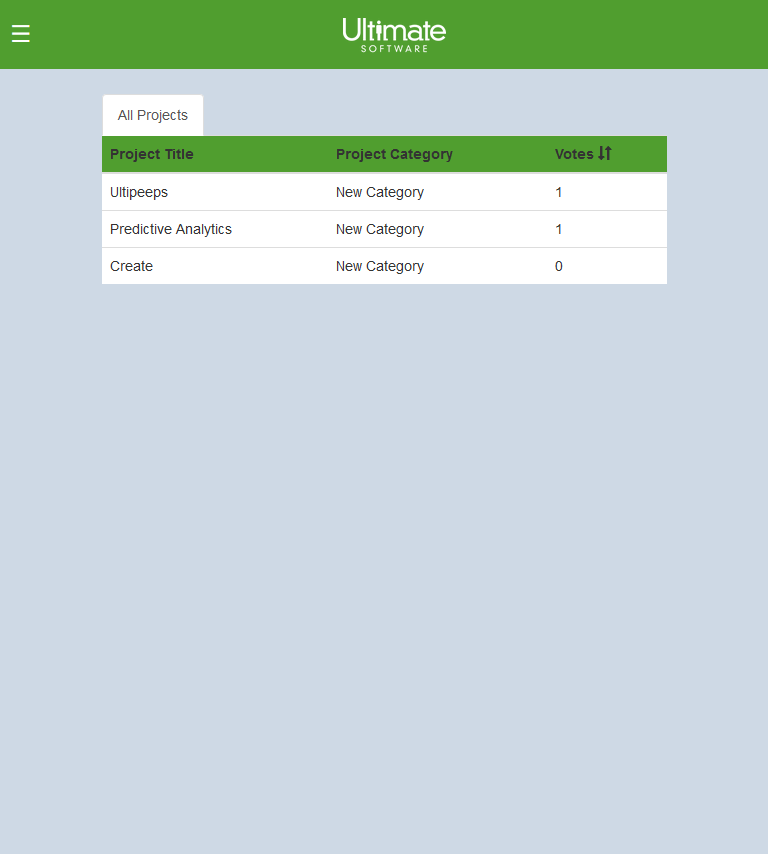 Ultimate
SOFTWARE
All Projects
Project Title Project Category Votes
Ultipeeps New Category 1
Predictive Analytics New Category 1
Create New Category 0